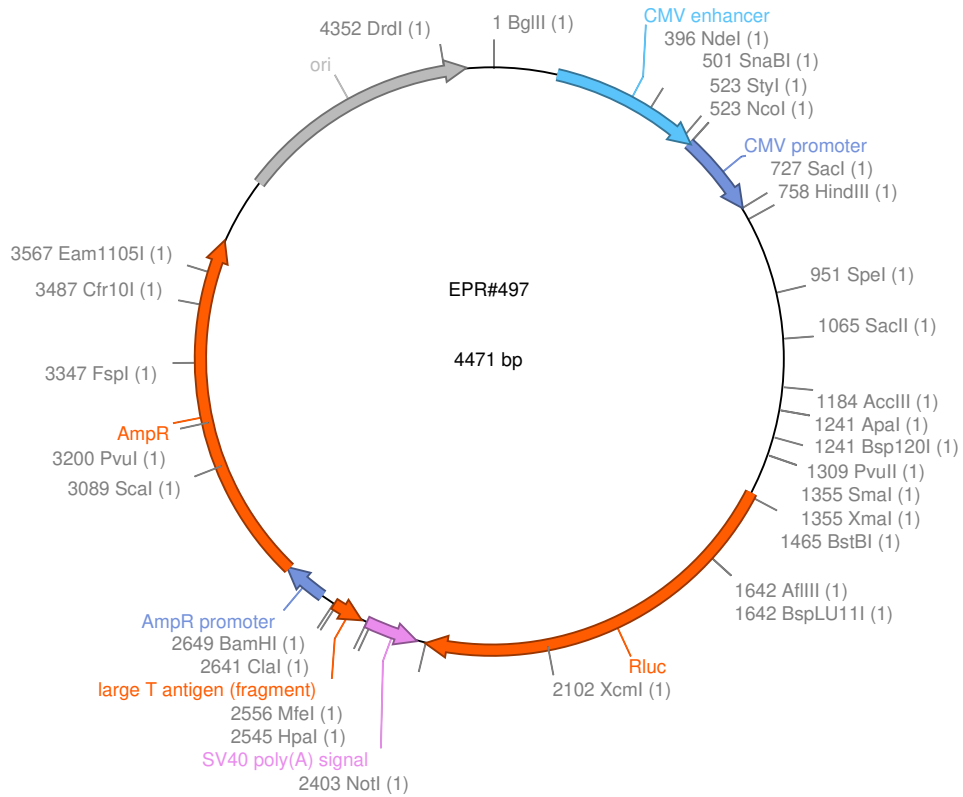 4352 DrdI (1)
1 BglII (1)
CMV enhancer
396 NdeI (1)
501 SnaBI (1)
523 StyI (1)
523 NcoI (1)
ori
CMV promoter
727 SacI (1)
758 HindIII (1)
3567 Eam1105I (1)
3487 Cfr10I (1)
EPR#497
951 SpeI (1)
1065 SacII (1)
3347 FspI (1)
4471 bp
1184 AccIII (1)
1241 ApaI (1)
1241 Bsp120I (1)
1309 PvuII (1)
1355 SmaI (1)
1355 XmaI (1)
1465 BstBI (1)
AmpR
3200 PvuI (1)
3089 ScaI (1)
1642 AflIII (1)
1642 BspLU11I (1)
AmpR promoter
2649 BamHI (1)
2641 ClaI (1)
large T antigen (fragment)
2556 MfeI (1)
2545 HpaI (1)
SV40 poly(A) signal
2403 NotI (1)
Rluc
2102 XcmI (1)